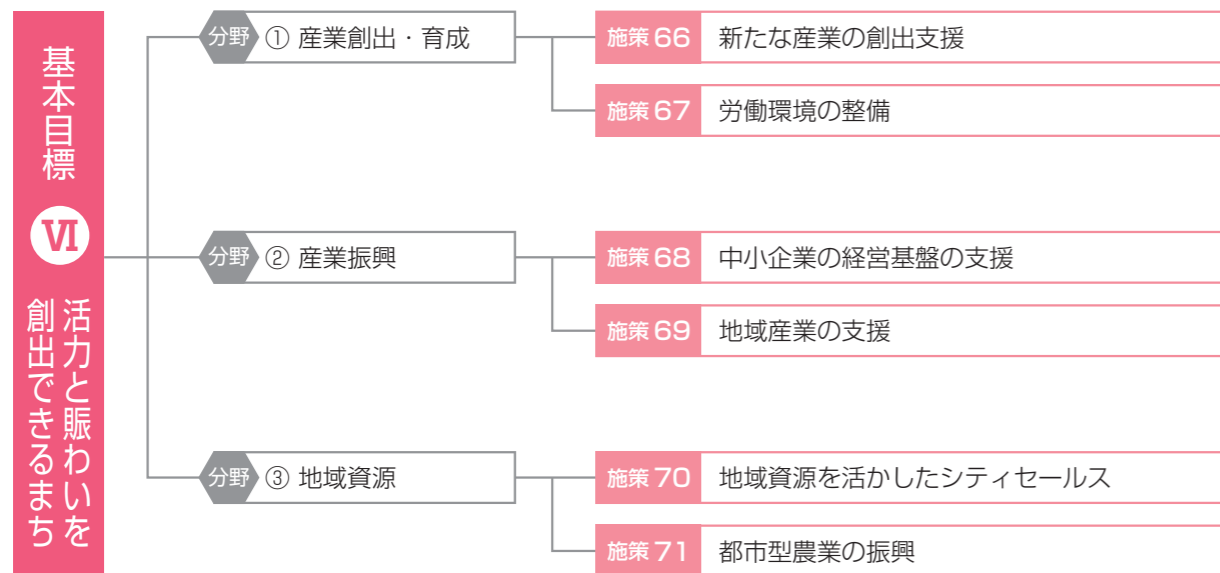 基本目標
Ⅵ
活力と賑わいを
創出できるまち
分野 ① 産業創出・育成
施策 66 新たな産業の創出支援
施策 67 労働環境の整備
分野 ② 産業振興
施策 68 中小企業の経営基盤の支援
施策 69 地域産業の支援
分野 ③ 地域資源
施策 70 地域資源を活かしたシティセールス
施策 71 都市型農業の振興